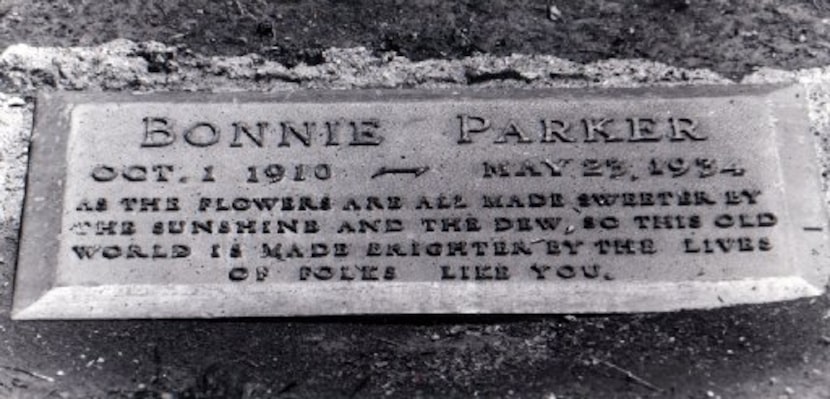 BONNIE PARKER
OCT. 1 1910 — MAY 23, 1934
AS THE FLOWERS ARE ALL MADE SWEETER BY
THE SUNSHINE AND THE DEW, SO THIS OLD
WORLD IS MADE BRIGHTER BY THE LIVES
OF FOLKS LIKE YOU.